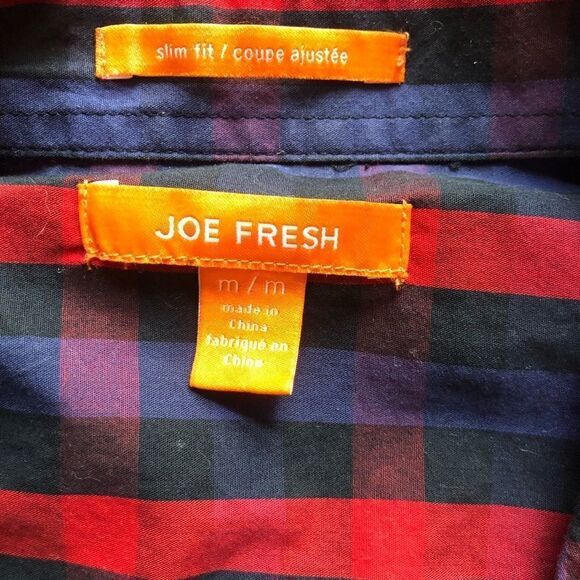 slim fit / coupe ajustée
JOE FRESH
m / m
made in
China
fabriqué en
Chine